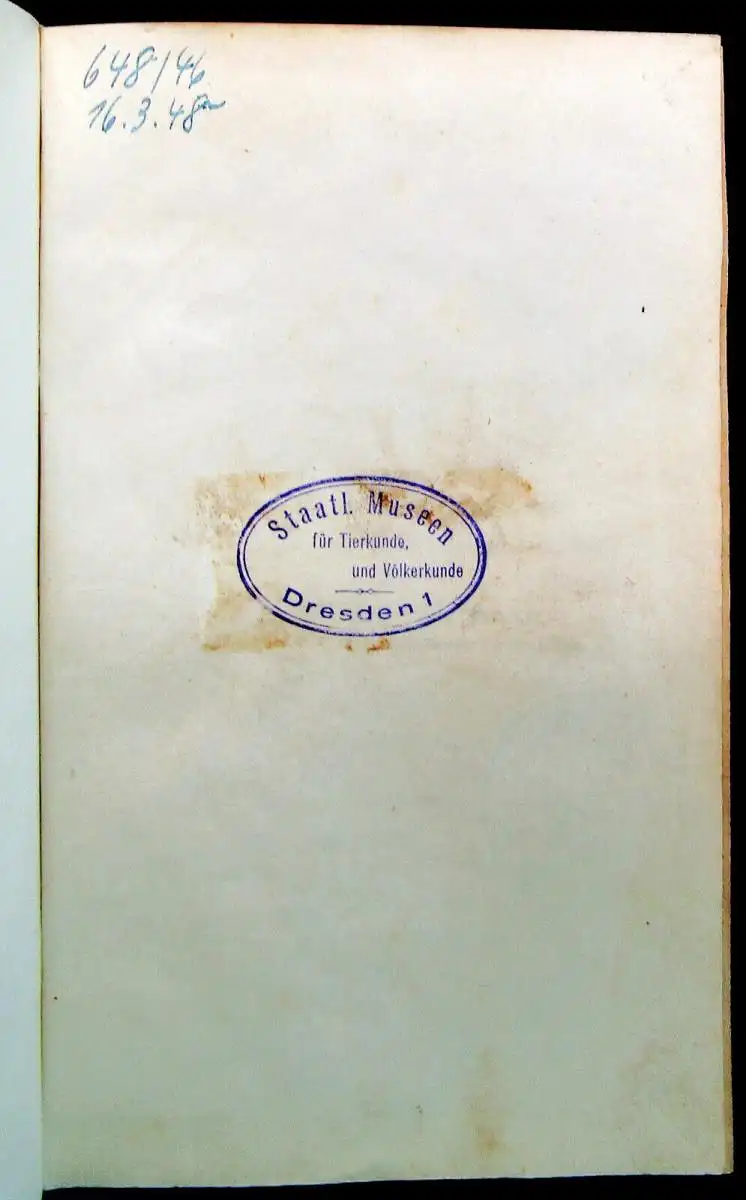 648/46
16.3.48
Staatl. Museen
für Tierkunde,
und Völkerkunde
Dresden 1